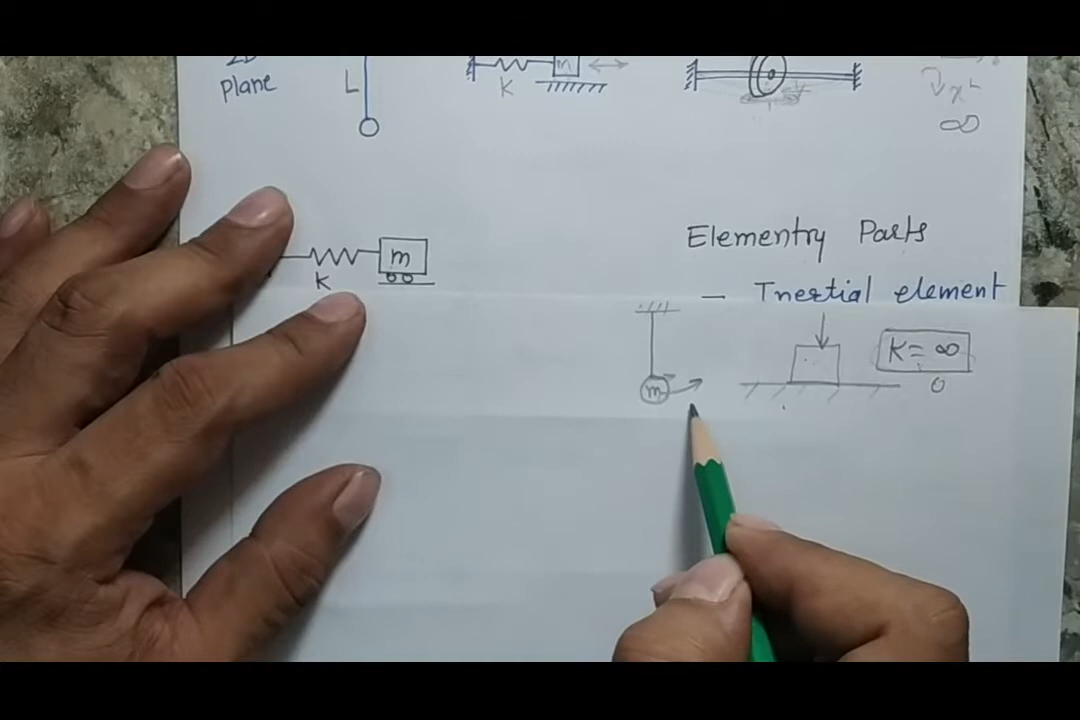 plane
L
K
m
∞
K
m
Elementry Parts
– Inertial element
m
K = ∞
0